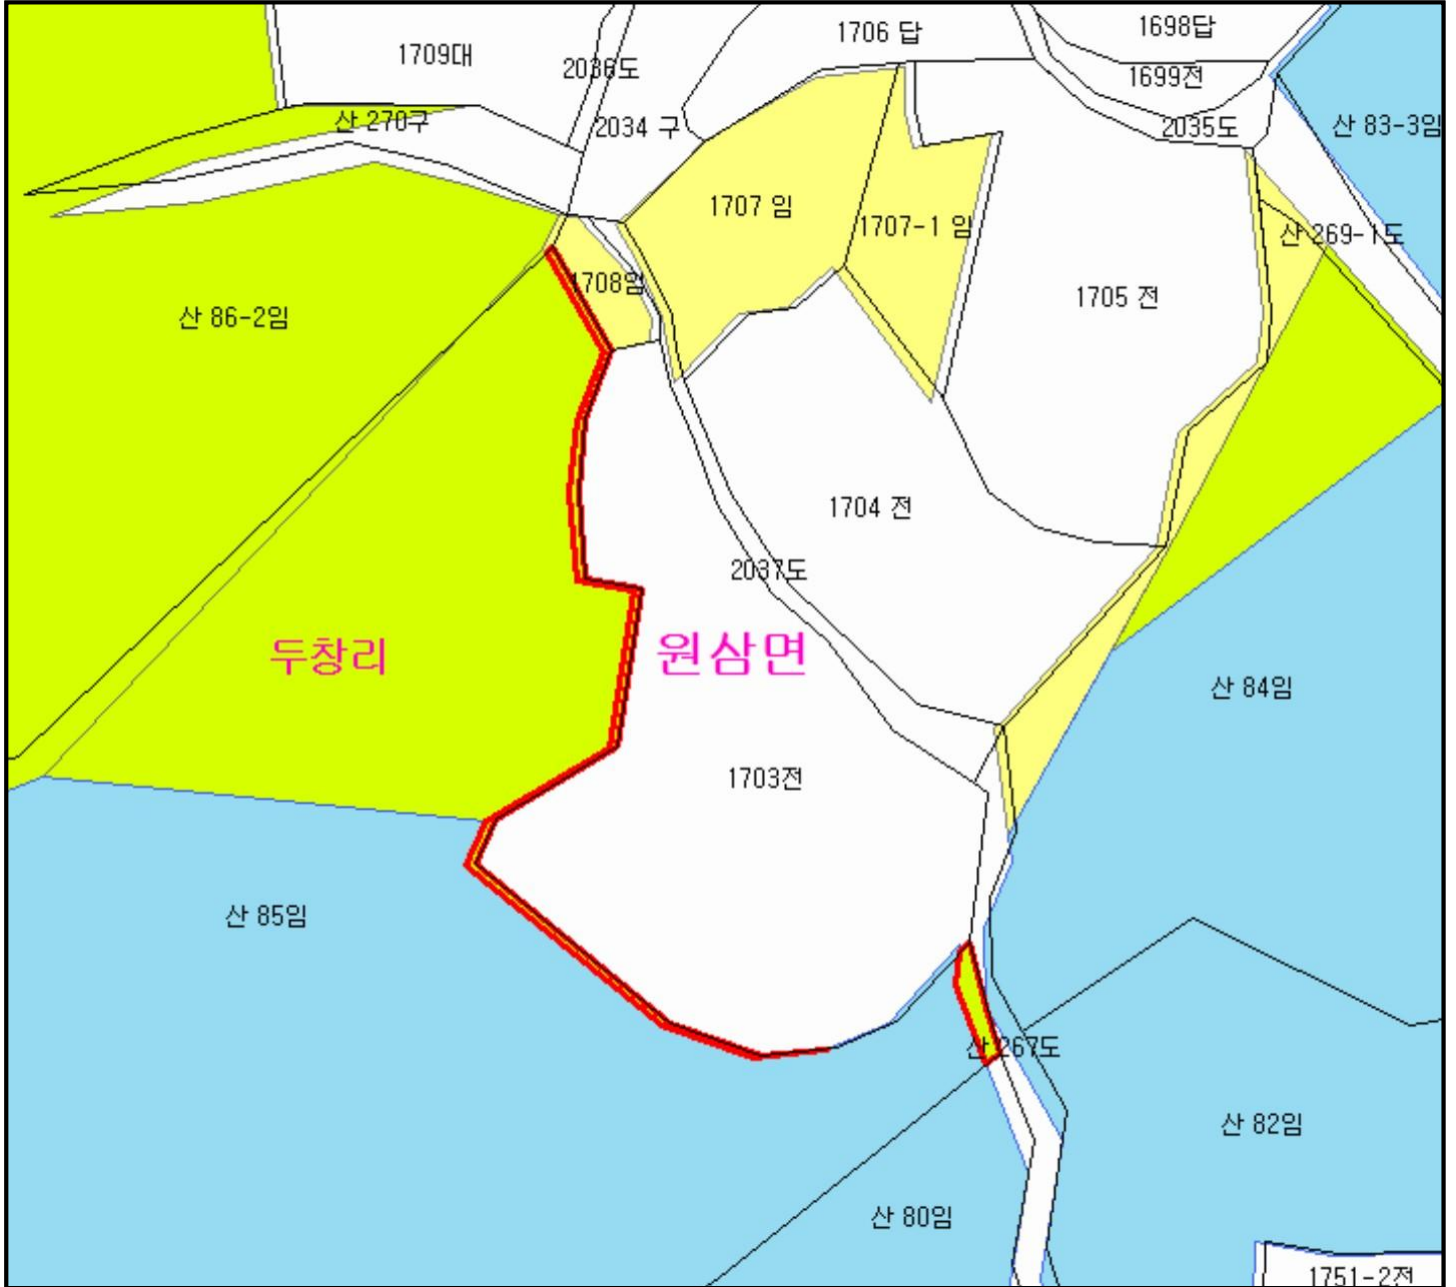 1706 답
1698답
1709대
2036도
1699전
산 270구
2034 구
2035도
산 83-3임
1707 임
1707-1 임
산 269-1도
1708임
1705 전
산 86-2임
1704 전
2037도
두창리
원삼면
산 84임
1703전
산 85임
산 267도
산 82임
산 80임
1751-2전